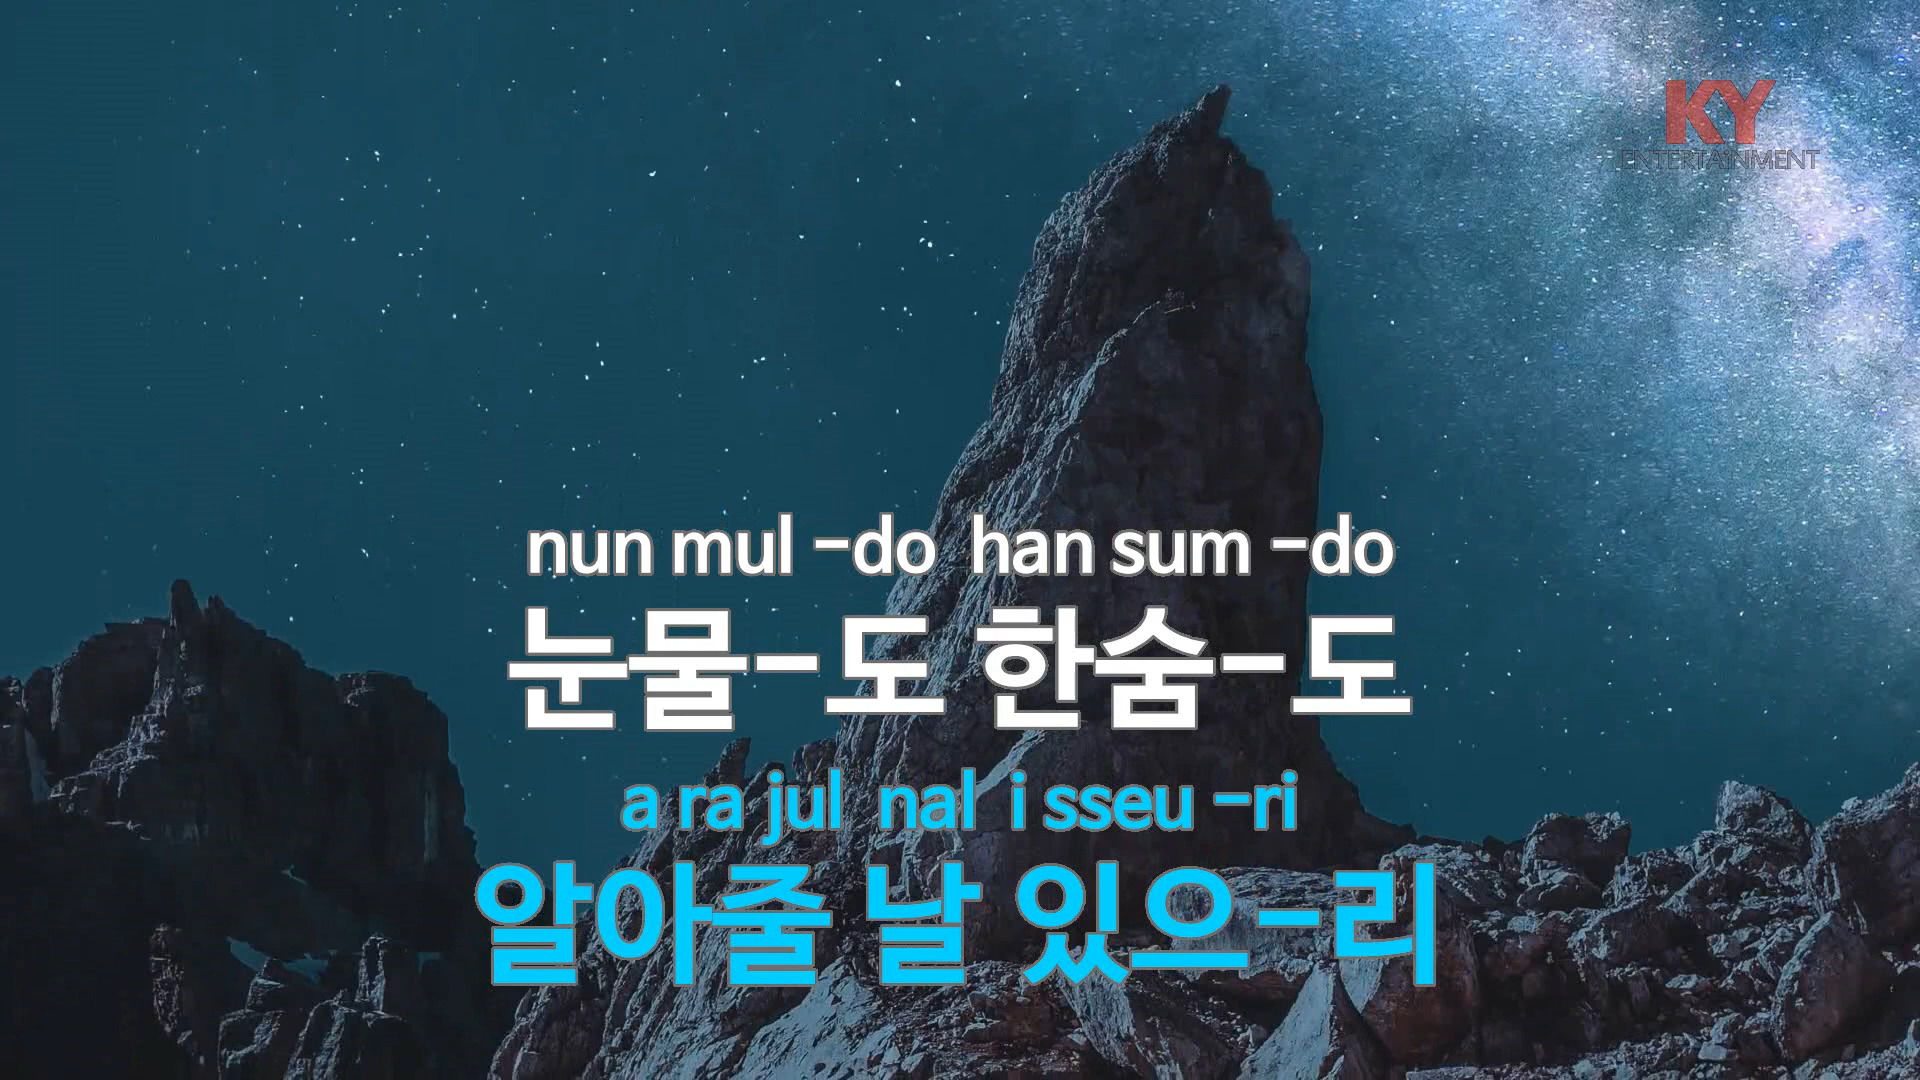 KY
ENTERTAINMENT
nun mul -do han sum -do
눈물-도 한숨-도
a ra jul nal i sseu -ri
알아줄 날 있으-리